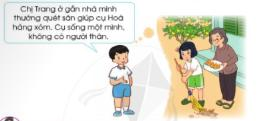 Chị Trang ở gần nhà mình
thường quét sân giúp cụ Hoà
hàng xóm. Cụ sống một mình,
không có người thân.